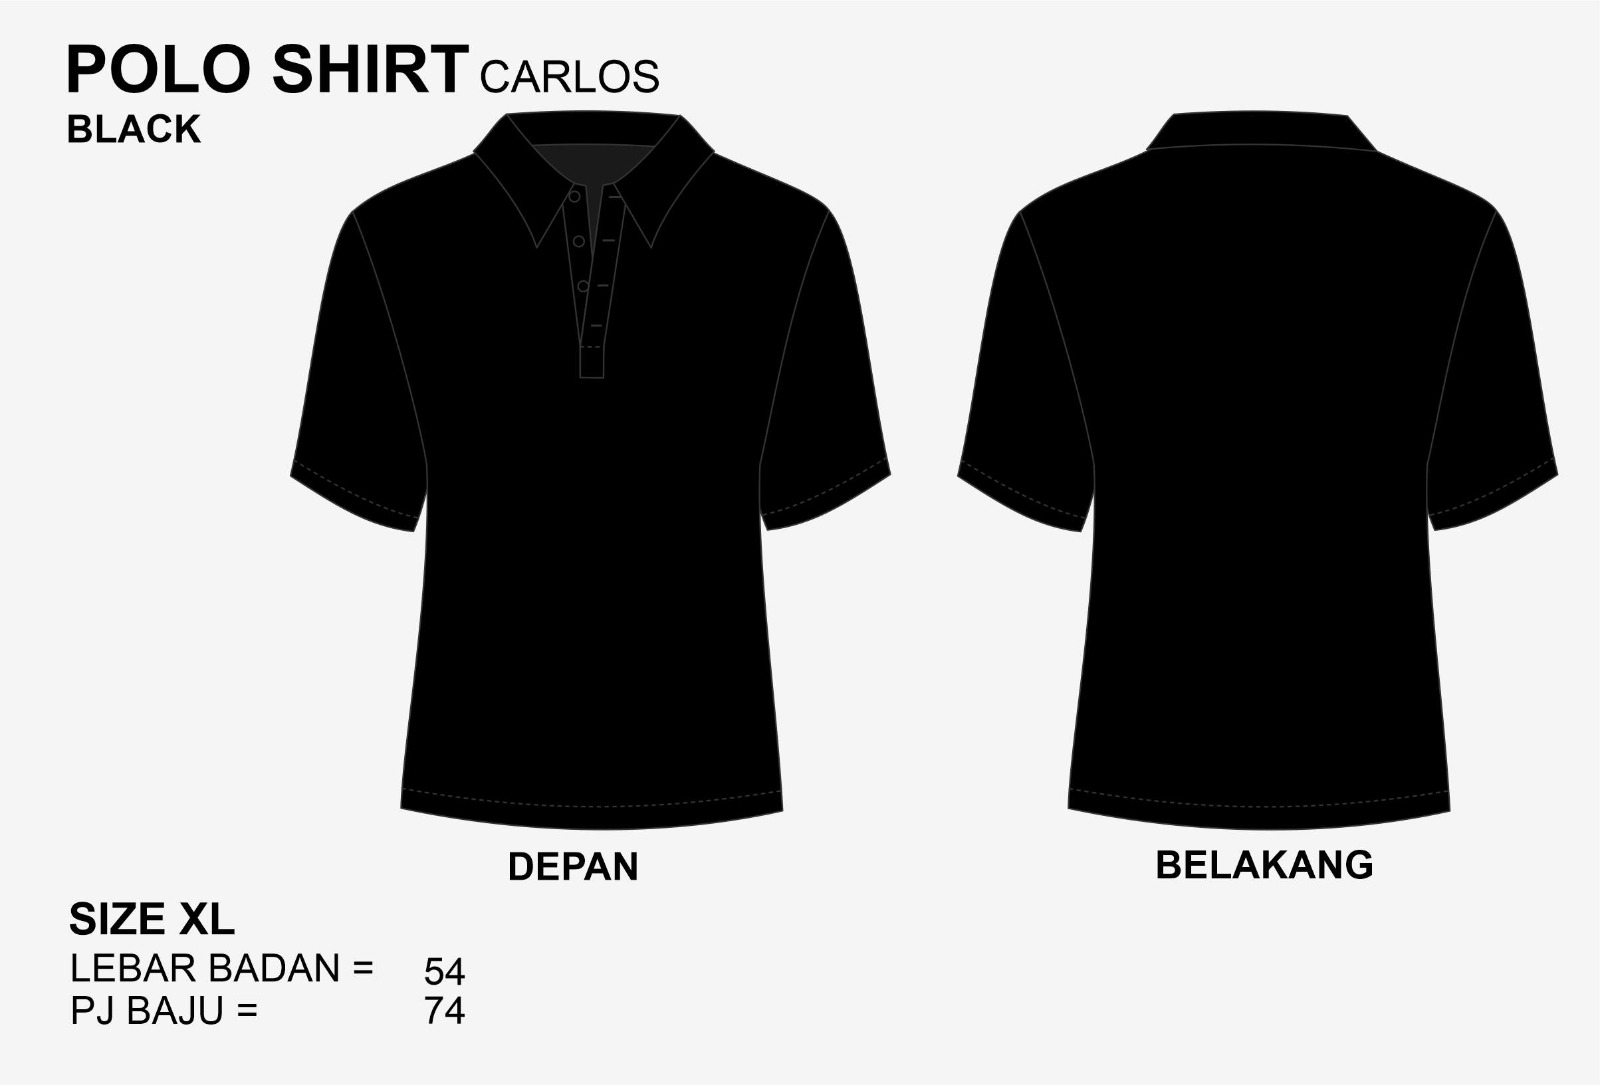 POLO SHIRT CARLOS
BLACK
DEPAN
BELAKANG
SIZE XL
LEBAR BADAN = 54
PJ BAJU = 74